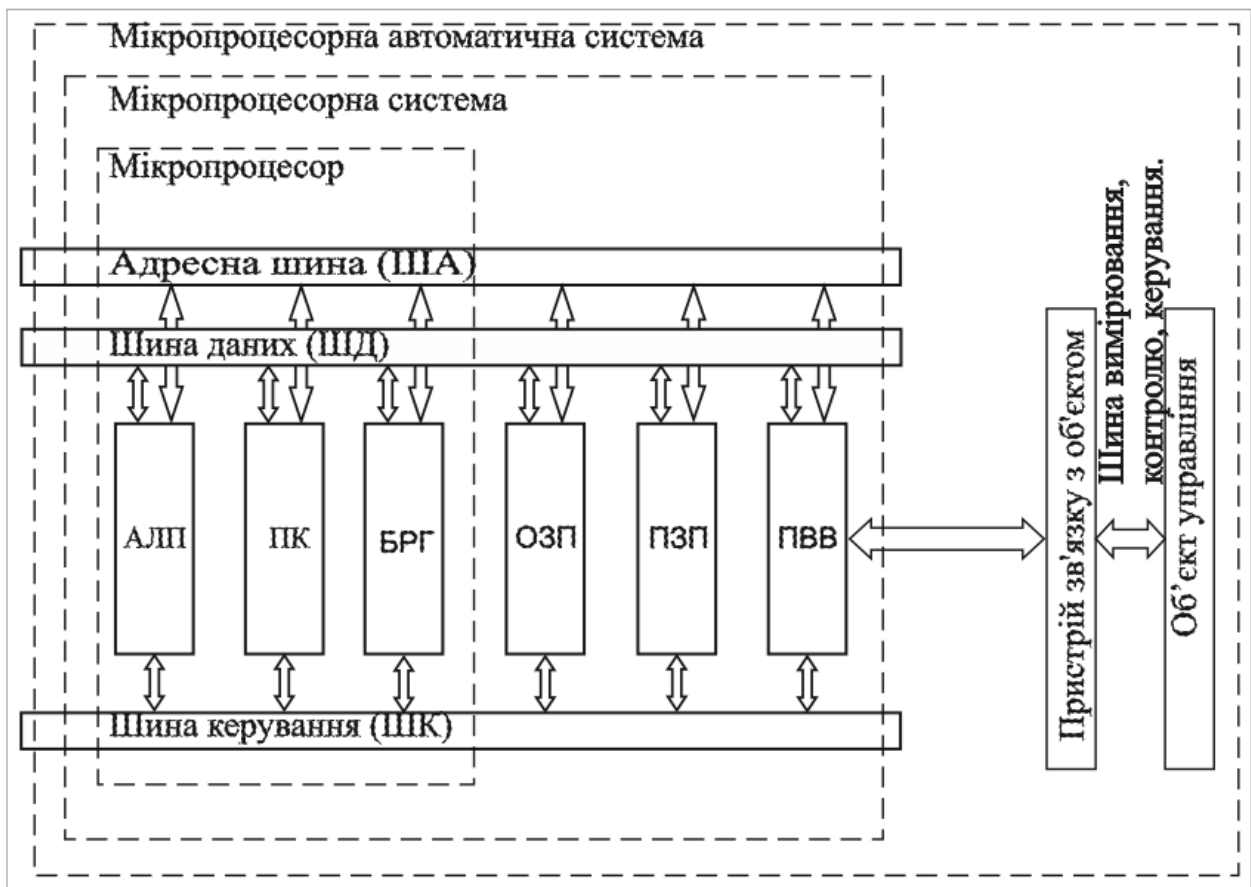 Мікропроцесорна автоматична система
Мікропроцесорна система
Мікропроцесор
Адресна шина (ША)
Шина даних (ШД)
АЛП
ПК
БРГ
ОЗП
ПЗП
ПВВ
Шина керування (ШК)
Пристрій зв'язку з об'єктом
Шина вимірювання,
контролю, керування.
Об’єкт управління